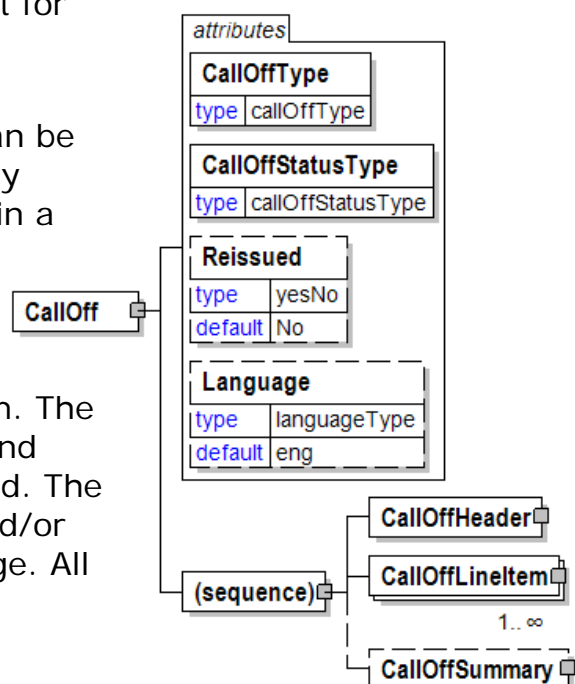 t for
an be
y
in a
n. The
nd
d. The
d/or
ge. All
attributes
CallOffType
type callOffType
CallOffStatusType
type callOffStatusType
Reissued
type yesNo
default No
Language
type languageType
default eng
CallOff
(sequence)
CallOffHeader
CallOffLineItem
1..∞
CallOffSummary